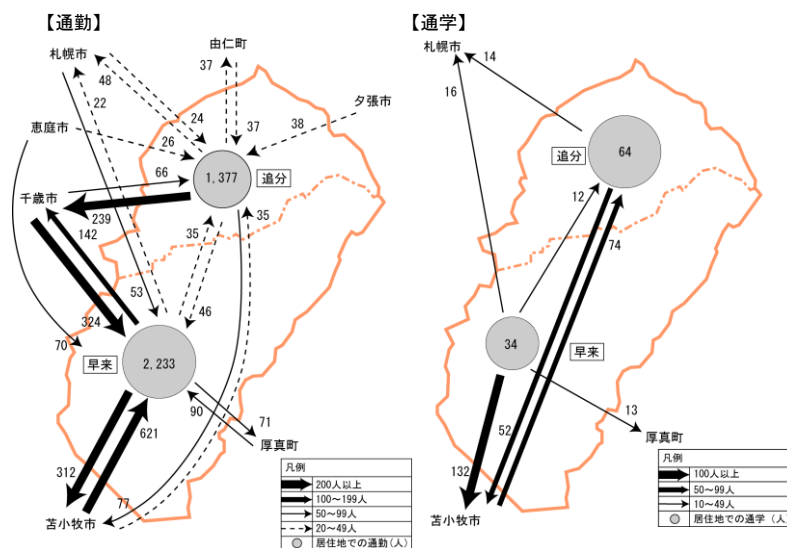 【通勤】
札幌市
由仁町
37
48
22
24
夕張市
恵庭市
26
37
38
66
1,377
追分
千歳市
239
142
35
35
53
46
324
70
早来
2,233
71
90
621
厚真町
312
77
苫小牧市
凡例
200人以上
100～199人
50～99人
20～49人
居住地での通勤(人)
【通学】
札幌市
14
16
追分
64
12
74
34
早来
13
52
厚真町
132
苫小牧市
凡例
100人以上
50～99人
10～49人
居住地での通学 (人)